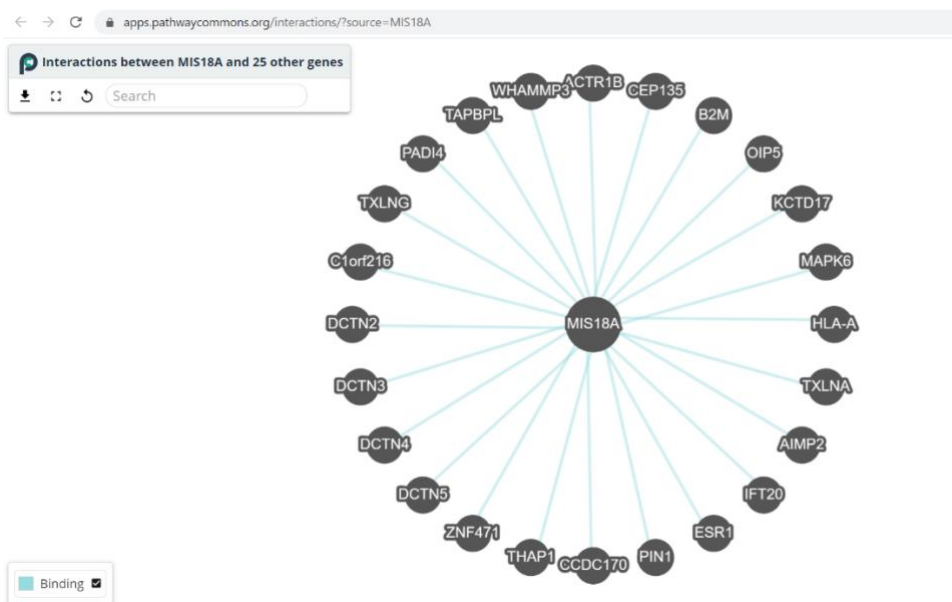 apps.pathwaycommons.org/interactions/?source=MIS18A
Interactions between MIS18A and 25 other genes
Search
WHAMMP3
ACTR1B
CEP135
TAPBPL
B2M
PADI4
OIP5
TXLNG
KCTD17
C1orf216
MAPK6
DCTN2
MIS18A
HLA-A
DCTN3
TXLNA
DCTN4
AIMP2
DCTN5
IFT20
ZNF471
ESR1
THAP1
CCDC170
PIN1
Binding